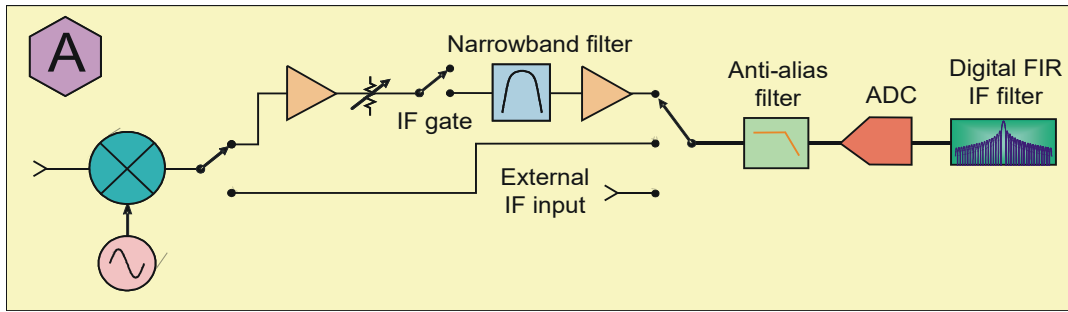 A
Narrowband filter
IF gate
External
IF input
Anti-alias
filter
ADC
Digital FIR
IF filter